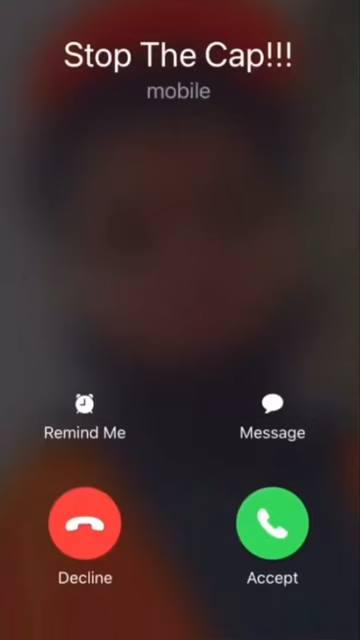 Stop The Cap!!!
mobile
Remind Me
Message
Decline
Accept